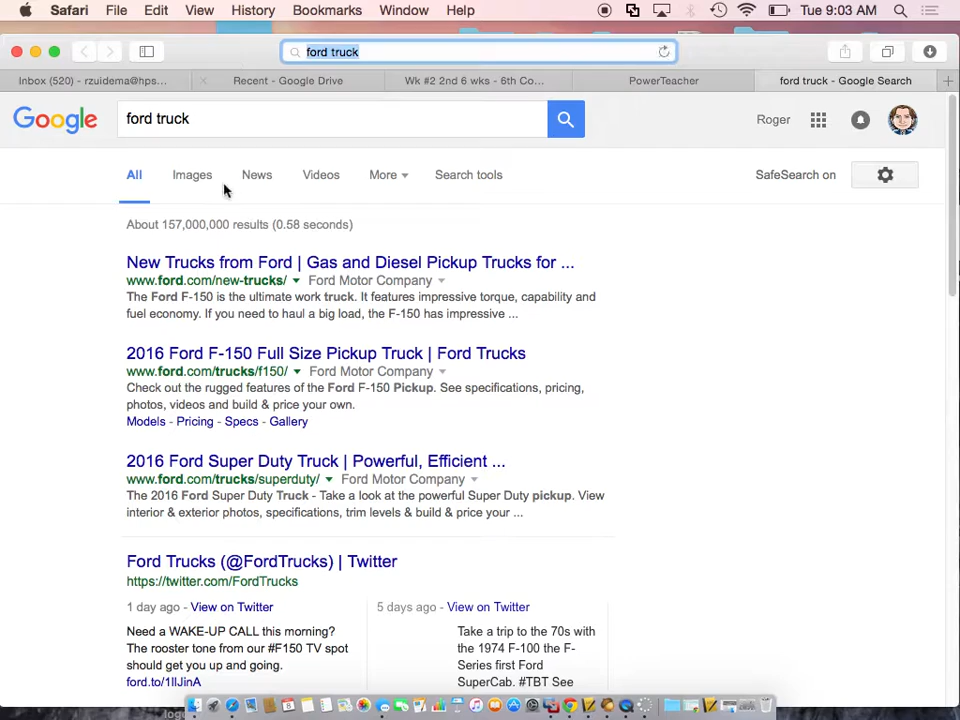 Safari File Edit View History Bookmarks Window Help Tue 9:03 AM
ford truck
Inbox (520) - rzuidema@hps... Recent - Google Drive Wk #2 2nd 6 wks - 6th Co... PowerTeacher ford truck - Google Search
Google ford truck Roger
All Images News Videos More Search tools SafeSearch on
About 157,000,000 results (0.58 seconds)
New Trucks from Ford | Gas and Diesel Pickup Trucks for ...
www.ford.com/new-trucks/ Ford Motor Company
The Ford F-150 is the ultimate work truck. It features impressive torque, capability and
fuel economy. If you need to haul a big load, the F-150 has impressive ...
2016 Ford F-150 Full Size Pickup Truck | Ford Trucks
www.ford.com/trucks/f150/ Ford Motor Company
Check out the rugged features of the Ford F-150 Pickup. See specifications, pricing,
photos, videos and build & price your own.
Models - Pricing - Specs - Gallery
2016 Ford Super Duty Truck | Powerful, Efficient ...
www.ford.com/trucks/superduty/ Ford Motor Company
The 2016 Ford Super Duty Truck - Take a look at the powerful Super Duty pickup. View
interior & exterior photos, specifications, trim levels & build & price your ...
Ford Trucks (@FordTrucks) | Twitter
https://twitter.com/FordTrucks
1 day ago - View on Twitter
Need a WAKE-UP CALL this morning?
The rooster tone from our #F150 TV spot
should get you up and going.
ford.to/1IlJinA
5 days ago - View on Twitter
Take a trip to the 70s with
the 1974 F-100 the F-
Series first Ford
SuperCab. #TBT See